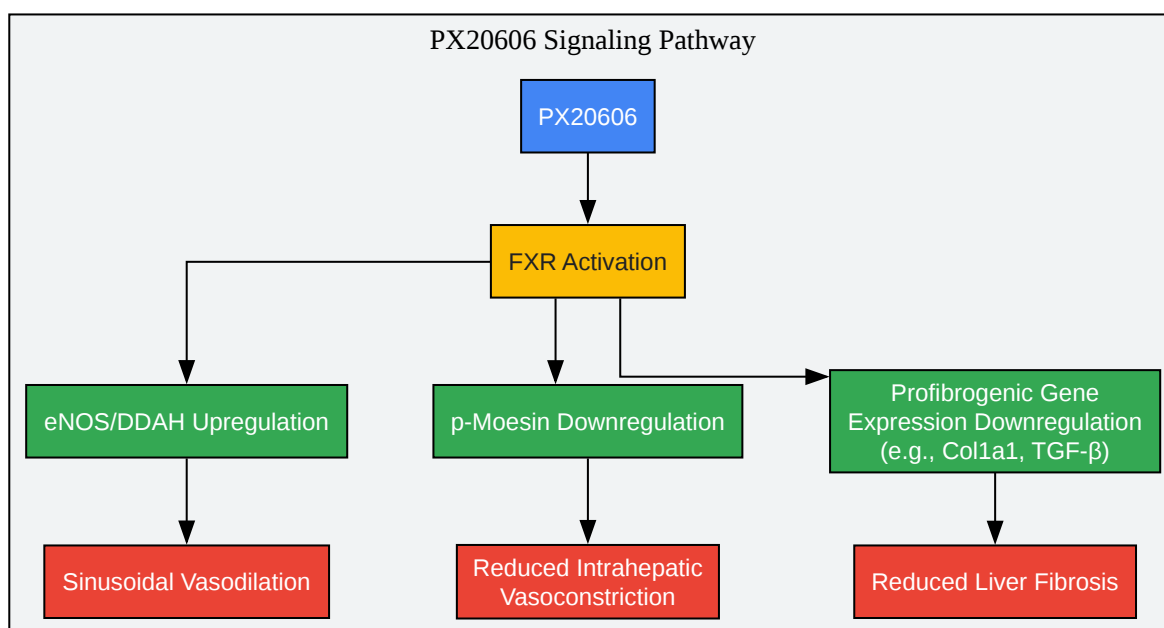 PX20606 Signaling Pathway
PX20606
FXR Activation
eNOS/DDAH Upregulation
p-Moesin Downregulation
Profibrogenic Gene
Expression Downregulation
(e.g., Col1a1, TGF-β)
Sinusoidal Vasodilation
Reduced Intrahepatic
Vasoconstriction
Reduced Liver Fibrosis